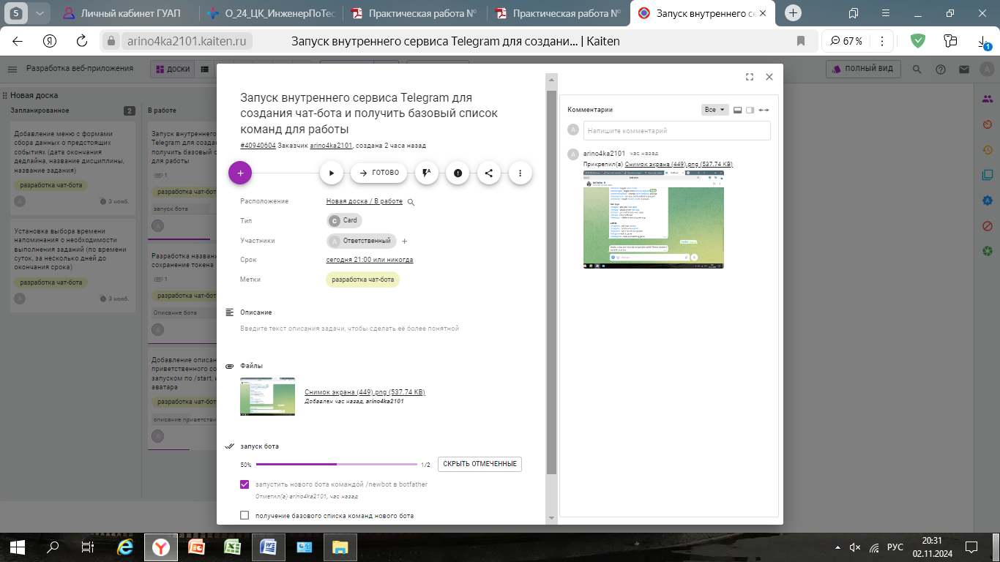 5
Личный кабинет ГУАП
О_24_ЦК_ИнженерПоТес
Практическая работа №
Практическая работа №
Запуск внутреннего се
arino4ka2101.kaiten.ru
Запуск внутреннего сервиса Telegram для создани... | Kaiten
67 %
1
Разработка веб-приложения
ДОСКИ
ПОЛНЫЙ ВИД
A
Новая доска
Запланированное
2
Добавление меню с формами
сбора данных о предстоящих
событиях (дата окончания
дедлайна, название дисциплины,
название задания)
разработка чат-бота
A
3 нояб.
Установка выбора времени
напоминания о необходимости
выполнения заданий (по времени
суток, за несколько дней до
окончания срока)
разработка чат-бота
A
3 нояб.
В работе
Запуск внутреннего
Telegram для созда
получить базовый с
для работы
1
разработка чат-бот
запуск бота
A
Разработка назван
сохранение токена
1
разработка чат-бот
Описание бота
A
Добавление описан
приветственного со
запуском по /start, и
аватара
разработка чат-бот
описание приветстви
A
Запуск внутреннего сервиса Telegram для
создания чат-бота и получить базовый список
команд для работы
#40940604 Заказчик arino4ka2101, создана 2 часа назад
ГОТОВО
Расположение
Новая доска / В работе
Тип
C Card
Участники
A Ответственный +
Срок
сегодня 21:00 или никогда
Метки
разработка чат-бота
Описание
Введите текст описания задачи, чтобы сделать её более понятной
Файлы
Снимок экрана (449).png (537.74 KB)
Добавлен час назад, arino4ka2101
запуск бота
50%
1/2
СКРЫТЬ ОТМЕЧЕННЫЕ
запустить нового бота командой /newbot в botfather
Отметил(а) arino4ka2101, час назад
получение базового списка команд нового бота
Комментарии
Все
A
Напишите комментарий
A
arino4ka2101 · час назад
Прикрепил(а) Снимок экрана (449).png (537.74 KB)
РУС
20:31
02.11.2024